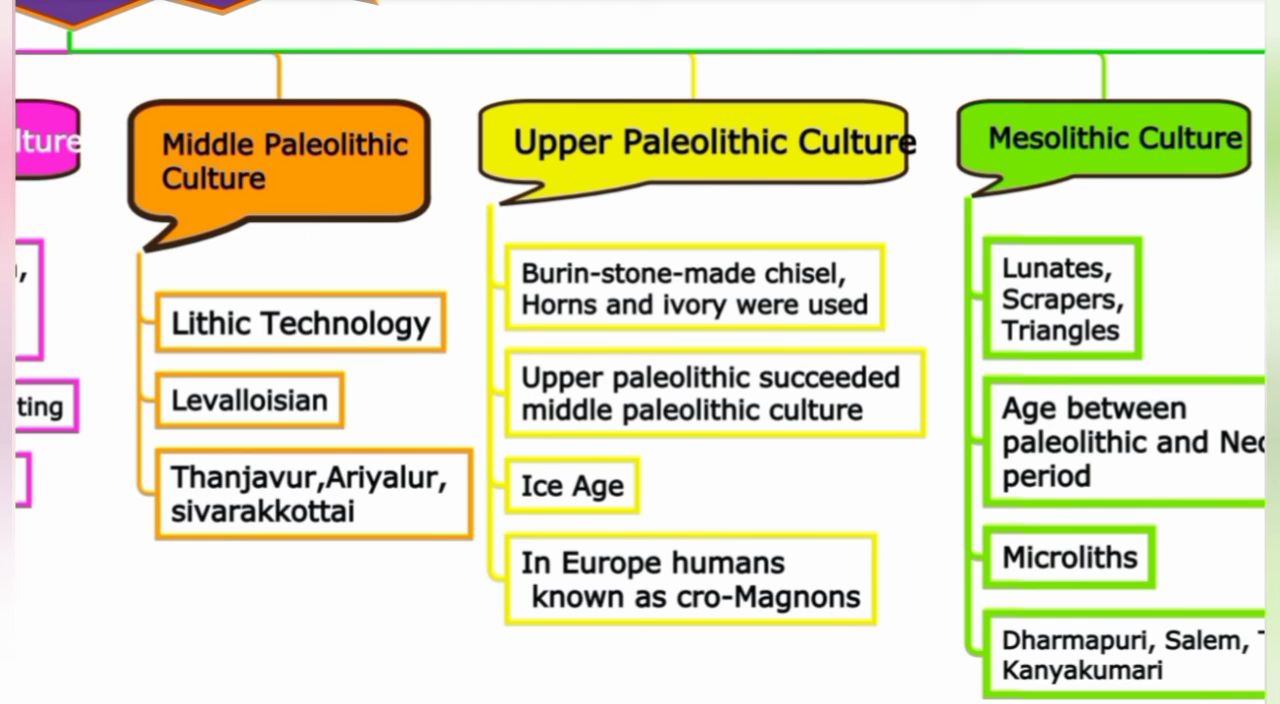 Middle Paleolithic
Culture
Lithic Technology
Levalloisian
Thanjavur,Ariyalur,
sivarakkottai
Upper Paleolithic Culture
Burin-stone-made chisel,
Horns and ivory were used
Upper paleolithic succeeded
middle paleolithic culture
Ice Age
In Europe humans
known as cro-Magnons
Mesolithic Culture
Lunates,
Scrapers,
Triangles
Age between
paleolithic and
period
Microliths
Dharmapuri, Salem,
Kanyakumari